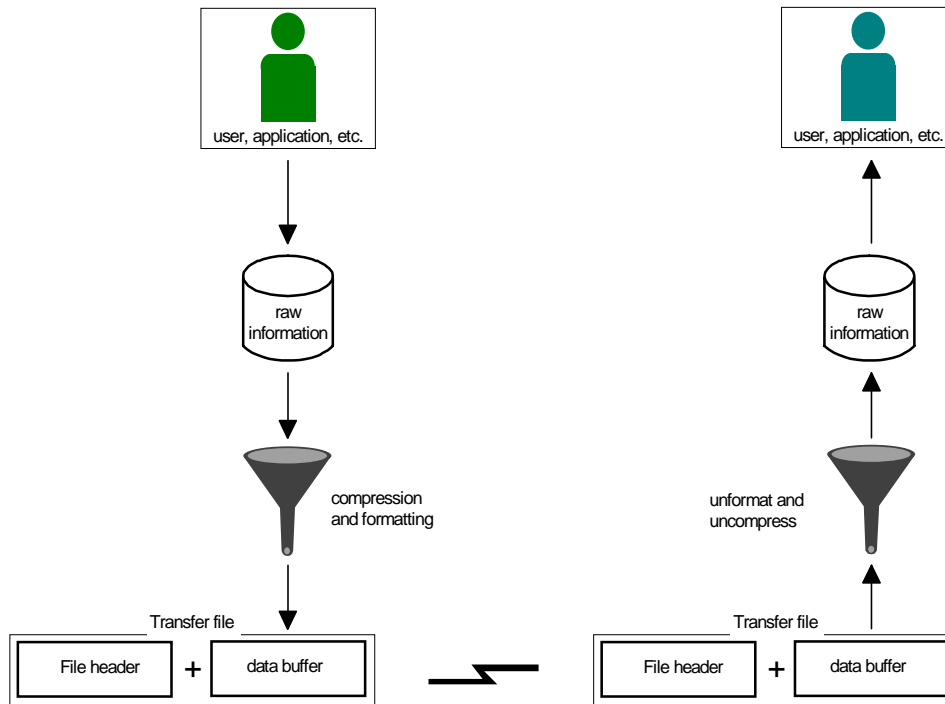 user, application, etc.
raw
information
compression
and formatting
Transfer file
File header + data buffer
user, application, etc.
raw
information
unformat and
uncompress
Transfer file
File header + data buffer